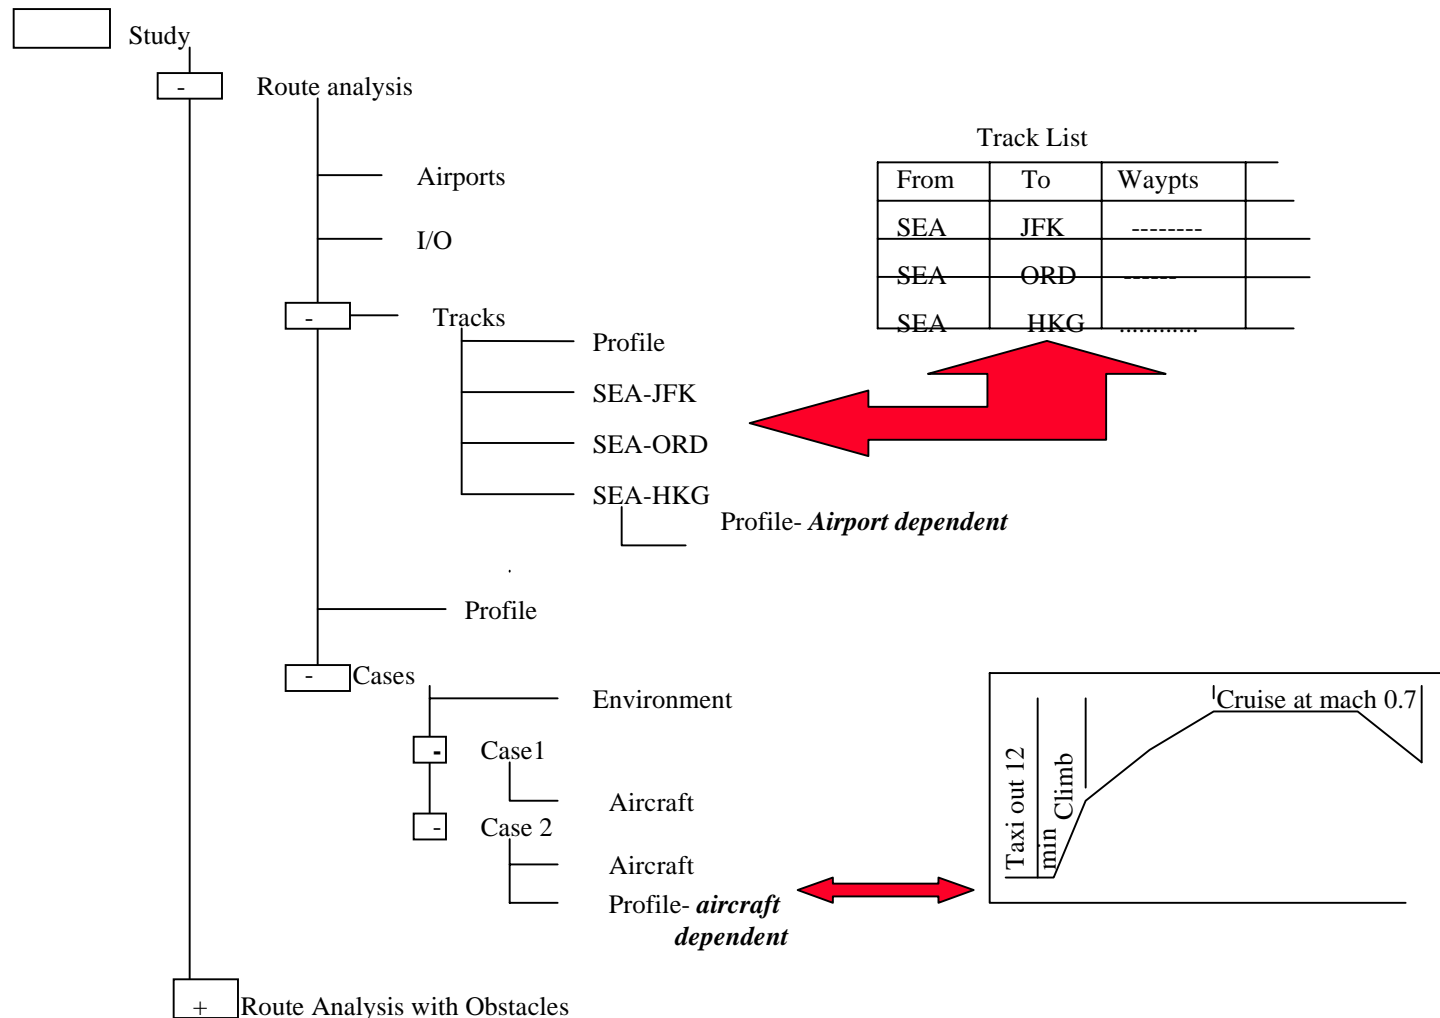 Study
- Route analysis
Airports
I/O
- Tracks
Profile
SEA-JFK
SEA-ORD
SEA-HKG
Profile- Airport dependent
.
Profile
- Cases
Environment
- Case1
Aircraft
- Case 2
Aircraft
Profile- aircraft
dependent
+ Route Analysis with Obstacles
Track List
From To Waypts
SEA JFK --------
SEA ORD ------
SEA HKG ............
Taxi out 12
min
Climb
Cruise at mach 0.7